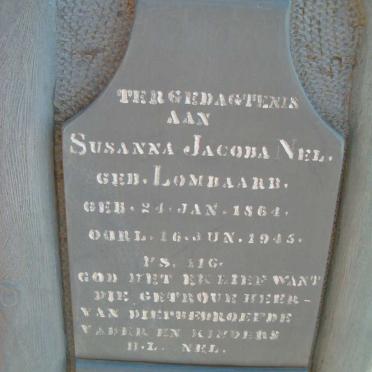 TER GEDAGTENIS
AAN
SUSANNA JACOBA NEL.
GEB. LOMBAARD.
GEB. 24. JAN. 1864.
OORL. 16. JUN. 1945.
PS. 116.
GOD HET EK LIEF WANT
DIE GETROUE HEER-
VAN DIEPBEDROEFDE
VADER EN KINDERS
H.L. NEL.